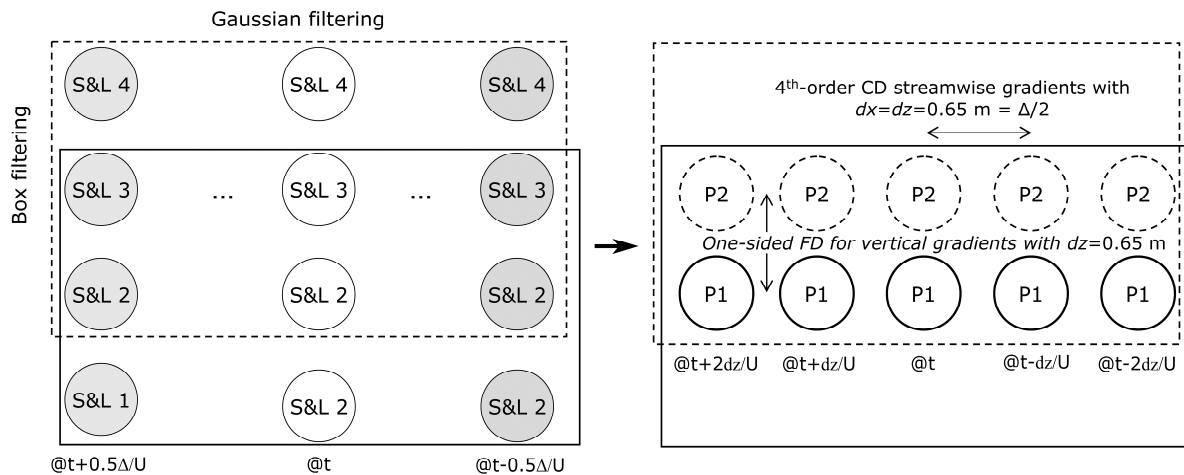 Gaussian filtering
Box filtering
S&L 4 S&L 4 S&L 4
S&L 3 ... S&L 3 ... S&L 3
S&L 2 S&L 2 S&L 2
S&L 1 S&L 2 S&L 2
@t+0.5Δ/U @t @t-0.5Δ/U
4th-order CD streamwise gradients with
dx=dz=0.65 m = Δ/2
P2 P2 P2 P2 P2
One-sided FD for vertical gradients with dz=0.65 m
P1 P1 P1 P1 P1
@t+2dz/U @t+dz/U @t @t-dz/U @t-2dz/U